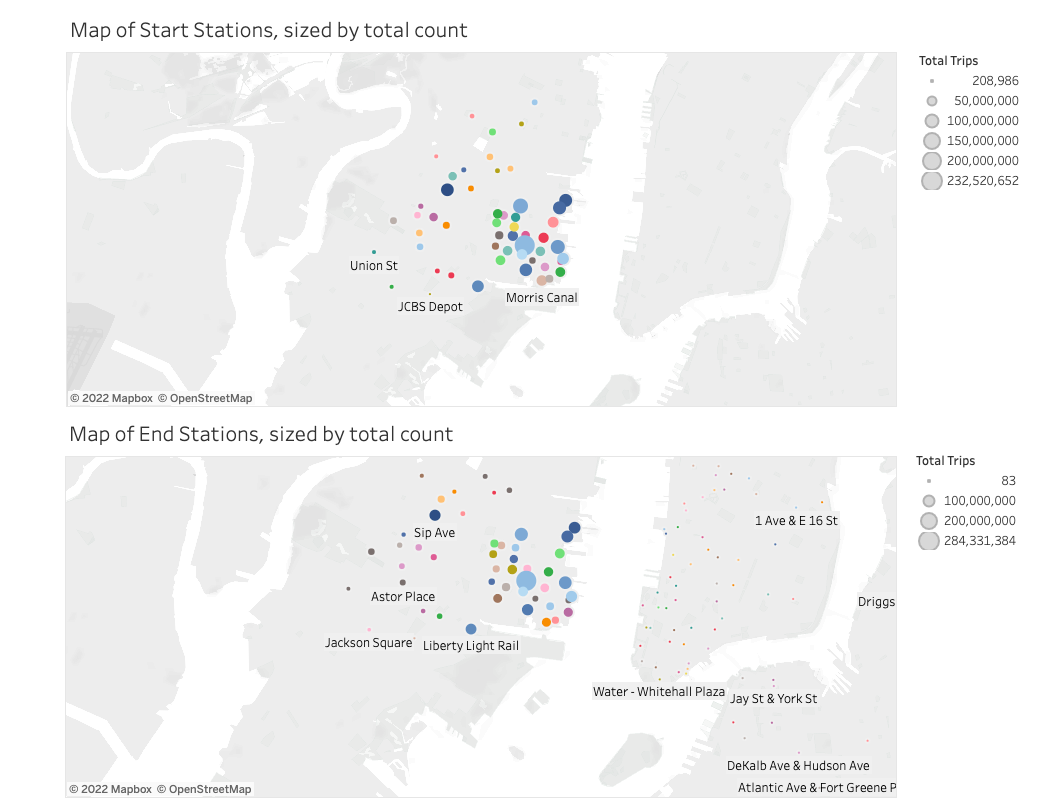 Map of Start Stations, sized by total count
Total Trips
208,986
50,000,000
100,000,000
150,000,000
200,000,000
232,520,652
Union St
JCBS Depot
Morris Canal
© 2022 Mapbox © OpenStreetMap
Map of End Stations, sized by total count
Total Trips
83
100,000,000
200,000,000
284,331,384
1 Ave & E 16 St
Sip Ave
Astor Place
Driggs
Jackson Square
Liberty Light Rail
Water - Whitehall Plaza
Jay St & York St
DeKalb Ave & Hudson Ave
Atlantic Ave & Fort Greene P
© 2022 Mapbox © OpenStreetMap